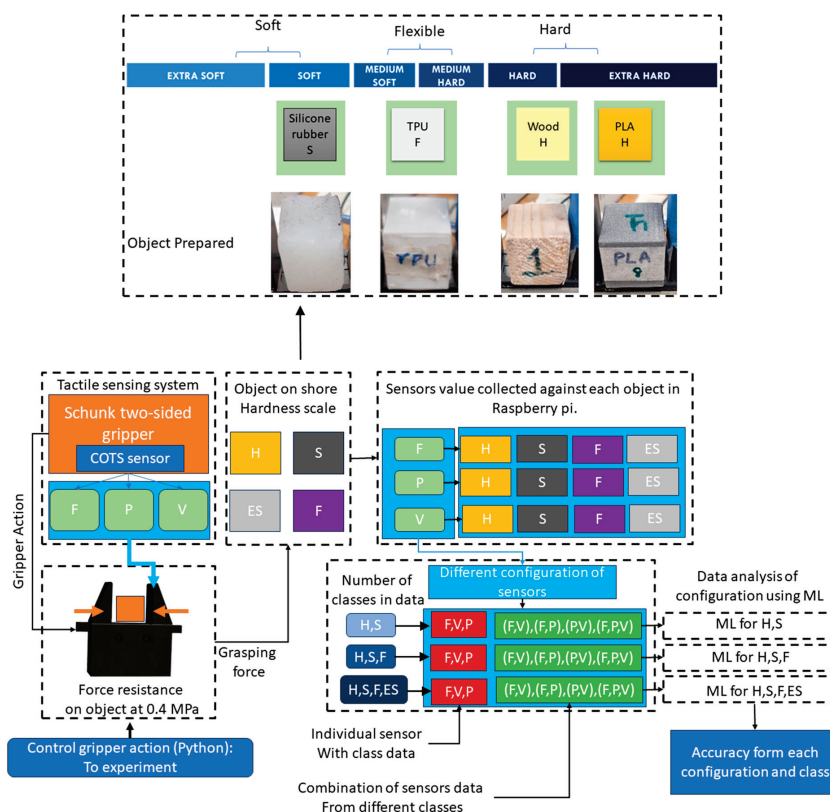 Soft
Flexible
Hard
EXTRA SOFT
SOFT
MEDIUM
SOFT
MEDIUM
HARD
HARD
EXTRA HARD
Silicone
rubber
S
TPU
F
Wood
H
PLA
H
Object Prepared
TPU
1
PLA
Tactile sensing system
Schunk two-sided
gripper
COTS sensor
F
P
V
Gripper Action
Force resistance
on object at 0.4 MPa
Control gripper action (Python):
To experiment
Grasping
force
Object on shore
Hardness scale
H
S
ES
F
Sensors value collected against each object in
Raspberry pi.
F
H
S
F
ES
P
H
S
F
ES
V
H
S
F
ES
Number of
classes in data
Different configuration of
sensors
Data analysis of
configuration using ML
H,S
F,V,P
(F,V),(F,P),(P,V),(F,P,V)
ML for H,S
H,S,F
F,V,P
(F,V),(F,P),(P,V),(F,P,V)
ML for H,S,F
H,S,F,ES
F,V,P
(F,V),(F,P),(P,V),(F,P,V)
ML for H,S,F,ES
Individual sensor
With class data
Combination of sensors data
From different classes
Accuracy form each
configuration and class